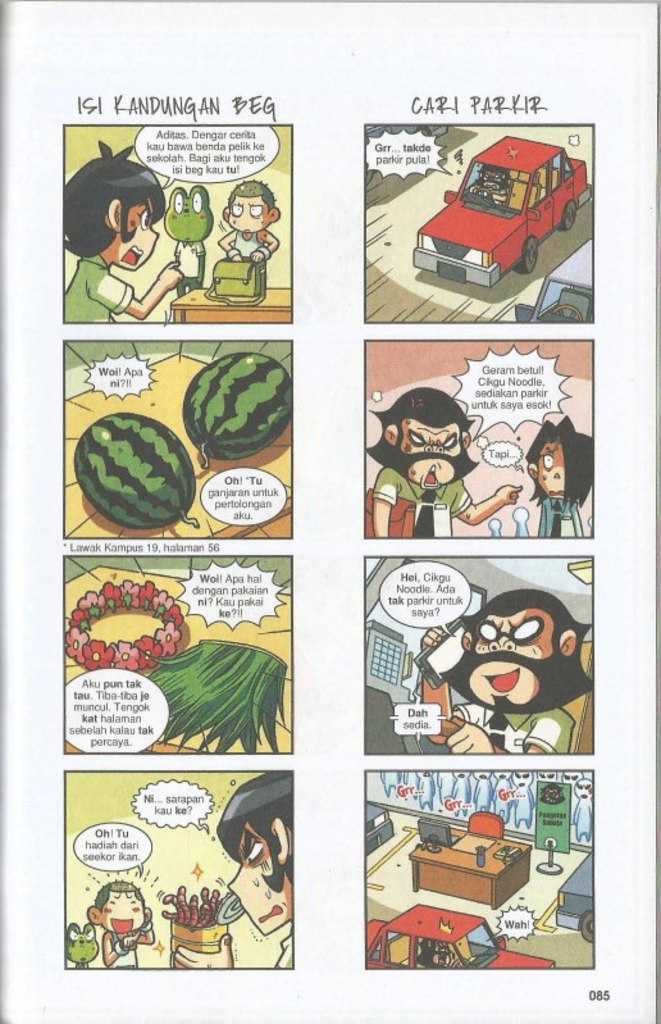 ISI KANDUNGAN BEG
Aditas. Dengar cerita
kau bawa benda pelik ke
sekolah. Bagi aku tengok
isi beg kau tu!
Woi! Apa
ni?!!
Oh! *Tu
ganjaran untuk
pertolongan
aku.
* Lawak Kampus 19, halaman 56
Woi! Apa hal
dengan pakaian
ni? Kau pakai
ke?!!
Aku pun tak
tau. Tiba-tiba je
muncul. Tengok
kat halaman
sebelah kalau tak
percaya.
Ni... sarapan
kau ke?
Oh! Tu
hadiah dari
seekor ikan.
CARI PARKIR
Grr... takde
parkir pula!
Geram betul!
Cikgu Noodle,
sediakan parkir
untuk saya esok!
Tapi...
Hei, Cikgu
Noodle. Ada
tak parkir untuk
saya?
Dah
sedia.
Grr...
Grr...
Grr...
Wah!
085